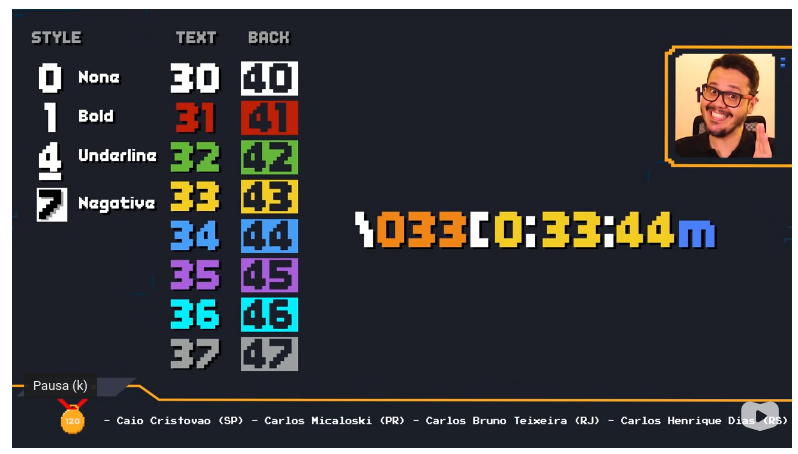 STYLE TEXT BACK
0 None 30 40
1 Bold 31 41
4 Underline 32 42
7 Negative 33 43
34 44
\033[0:33:44m
35 45
36 46
37 47
Pausa (k)
120 - Caio Cristovao (SP) - Carlos Micaloski (PR) - Carlos Bruno Teixeira (RJ) - Carlos Henrique Dias (RS)